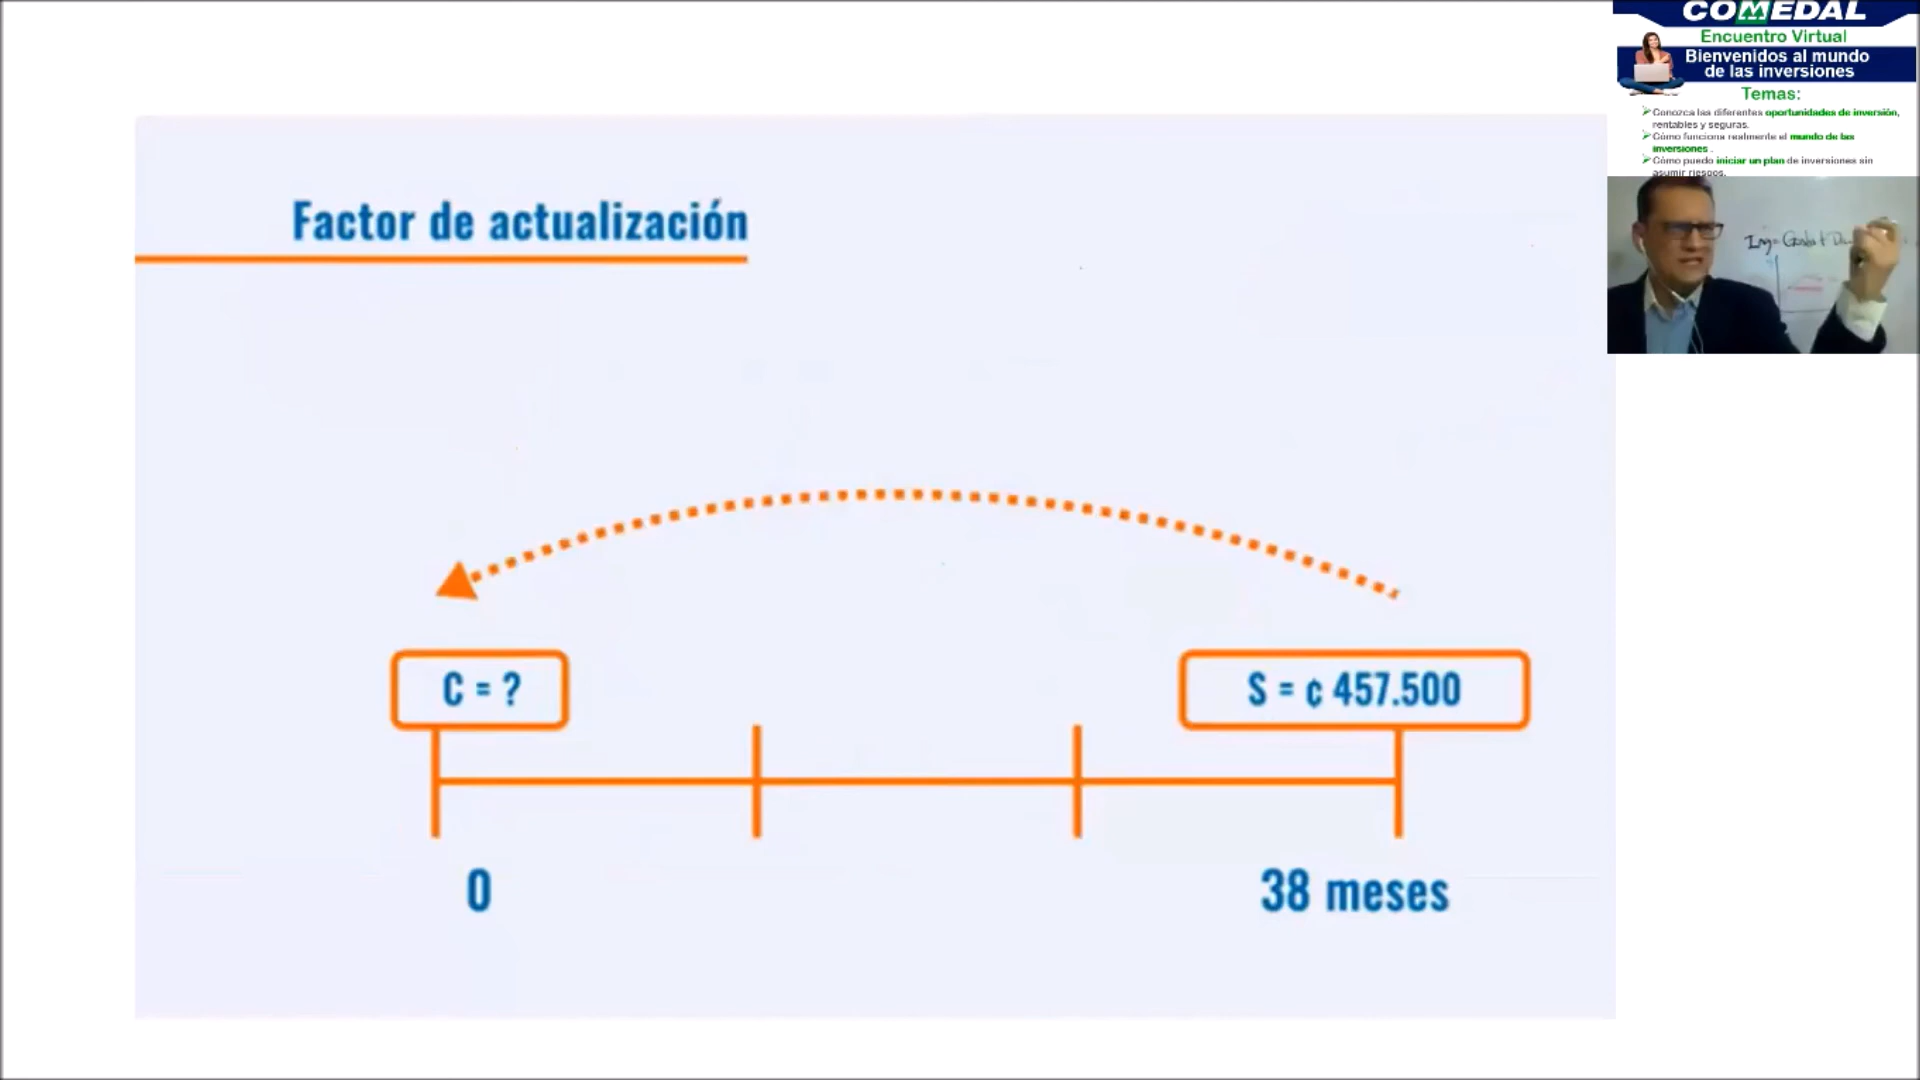 COMEDAL
Encuentro Virtual
Bienvenidos al mundo
de las inversiones
Temas:
Conozca las diferentes oportunidades de inversión,
rentables y seguras.
Cómo funciona realmente el mundo de las
inversiones .
Cómo puedo iniciar un plan de inversiones sin
asumir riesgos.
Factor de actualización
C = ?
S = ¢ 457.500
0
38 meses